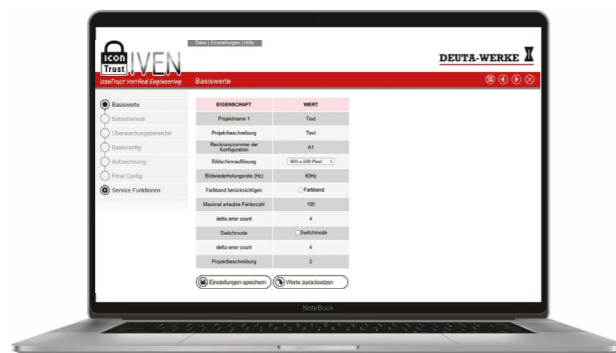 Datei | Einstellungen | Hilfe
icon
Trust
IVEN
iconTrust Verified Engineering
DEUTA-WERKE
Basiswerte
Basiswerte
Betriebsmodi
Überwachungsbereiche
Basisconfig
Aufzeichnung
Final Config
Service Funktionen
EIGENSCHAFT WERT
Projektname 1 Text
Projektbeschreibung Text
Revisionsnummer der Konfiguration A1
Bildschirmauflösung 800 x 600 Pixel
Bildwiederholungsrate (Hz) 60Hz
Farbband berücksichtigen Farbband
Maximal erlaubte Fehlerzahl 100
delta error count 4
Switchmode Switchmode
delta error count 4
Projektbeschreibung 2
Einstellungen speichern
Werte zurücksetzen
NoteBook